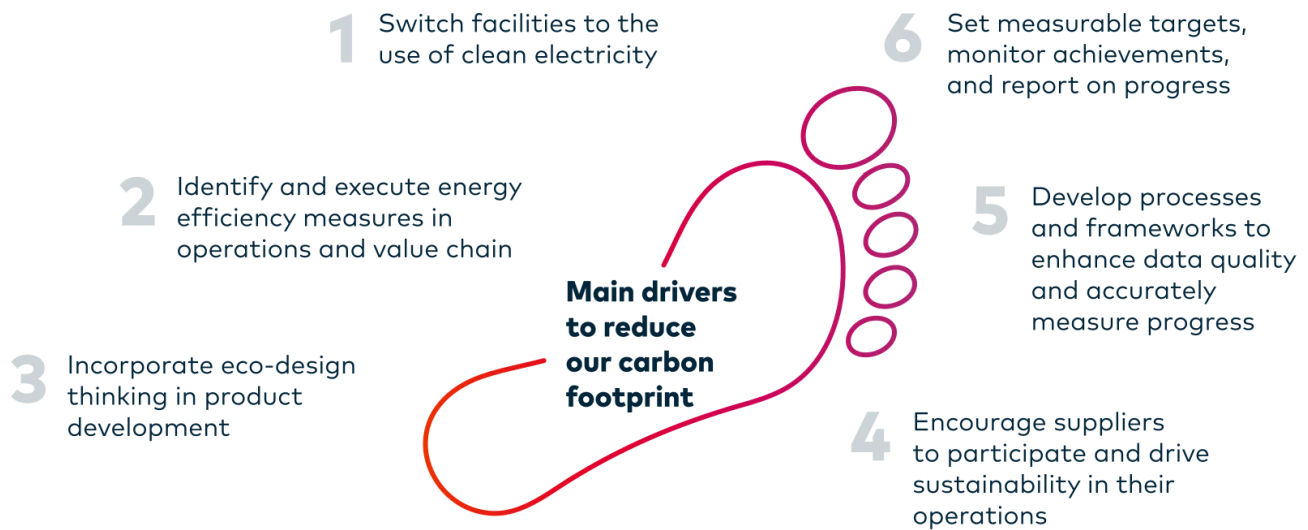 1
Switch facilities to the
use of clean electricity
2
Identify and execute energy
efficiency measures in
operations and value chain
3
Incorporate eco-design
thinking in product
development
Main drivers
to reduce
our carbon
footprint
4
Encourage suppliers
to participate and drive
sustainability in their
operations
5
Develop processes
and frameworks to
enhance data quality
and accurately
measure progress
6
Set measurable targets,
monitor achievements,
and report on progress